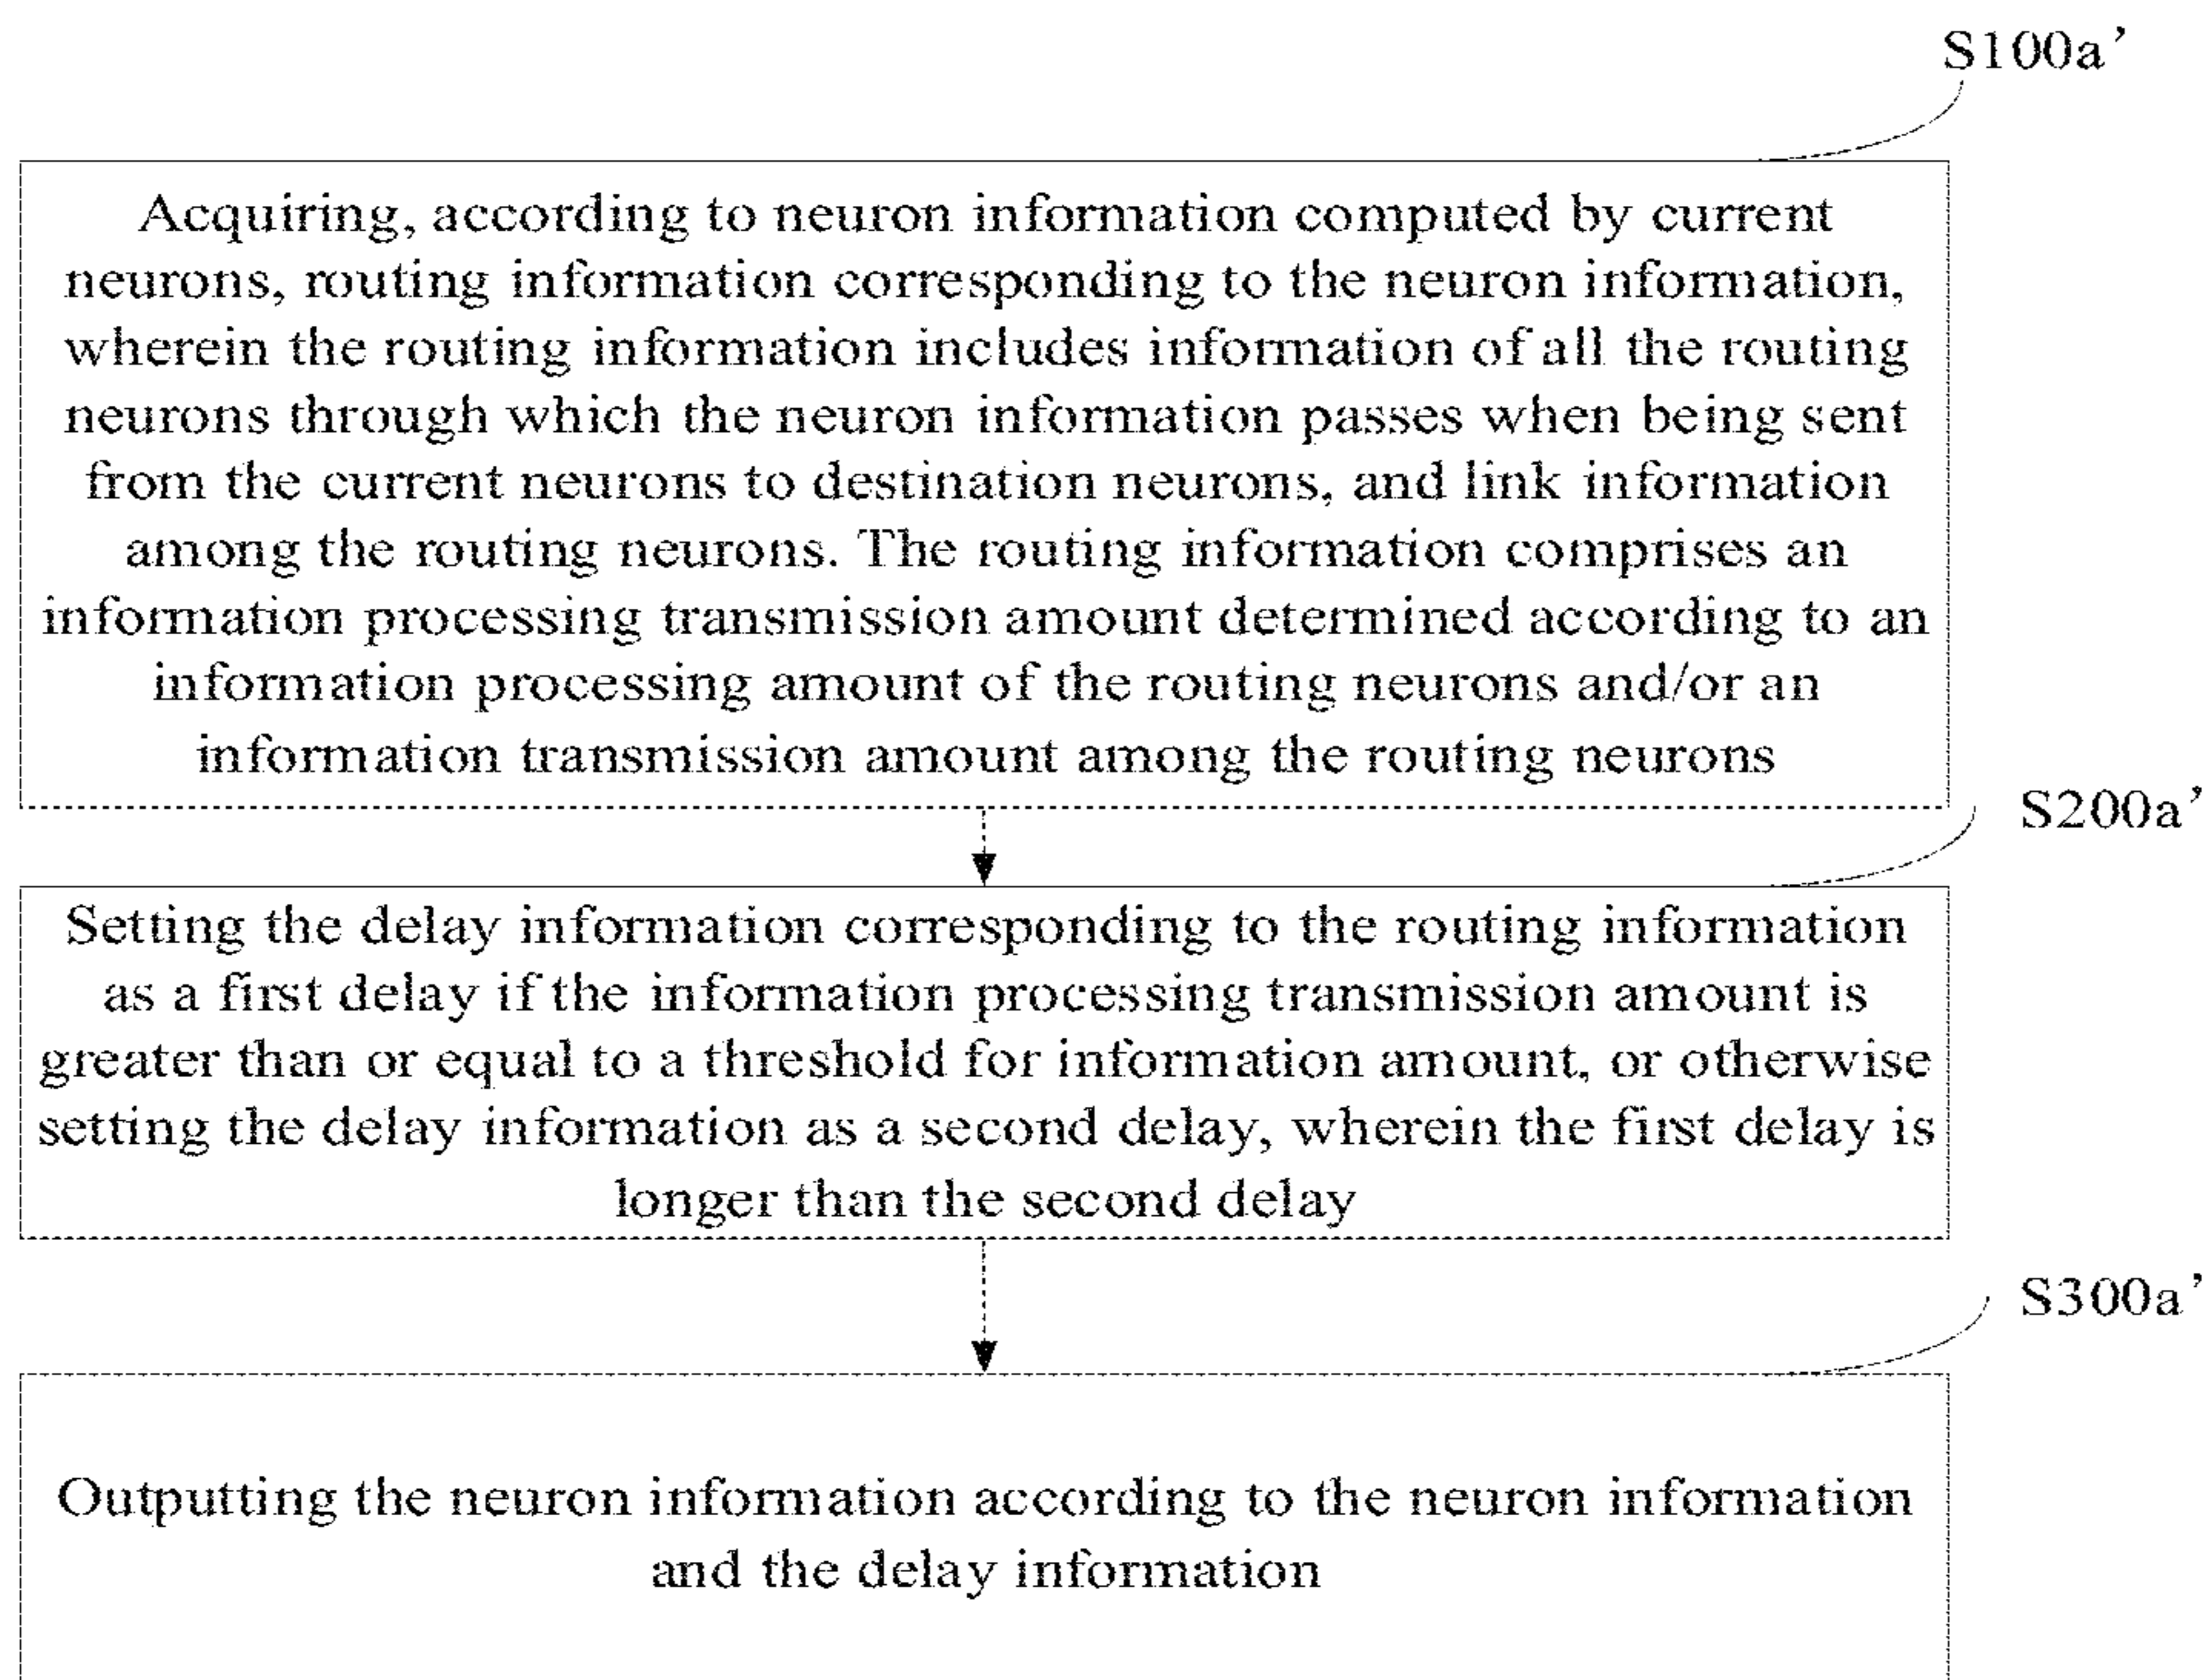 S100a’
Acquiring, according to neuron information computed by current
neurons, routing information corresponding to the neuron information,
wherein the routing information includes information of all the routing
neurons through which the neuron information passes when being sent
from the current neurons to destination neurons, and link information
among the routing neurons. The routing information comprises an
information processing transmission amount determined according to an
information processing amount of the routing neurons and/or an
information transmission amount among the routing neurons
S200a’
Setting the delay information corresponding to the routing information
as a first delay if the information processing transmission amount is
greater than or equal to a threshold for information amount, or otherwise
setting the delay information as a second delay, wherein the first delay is
longer than the second delay
S300a’
Outputting the neuron information according to the neuron information
and the delay information